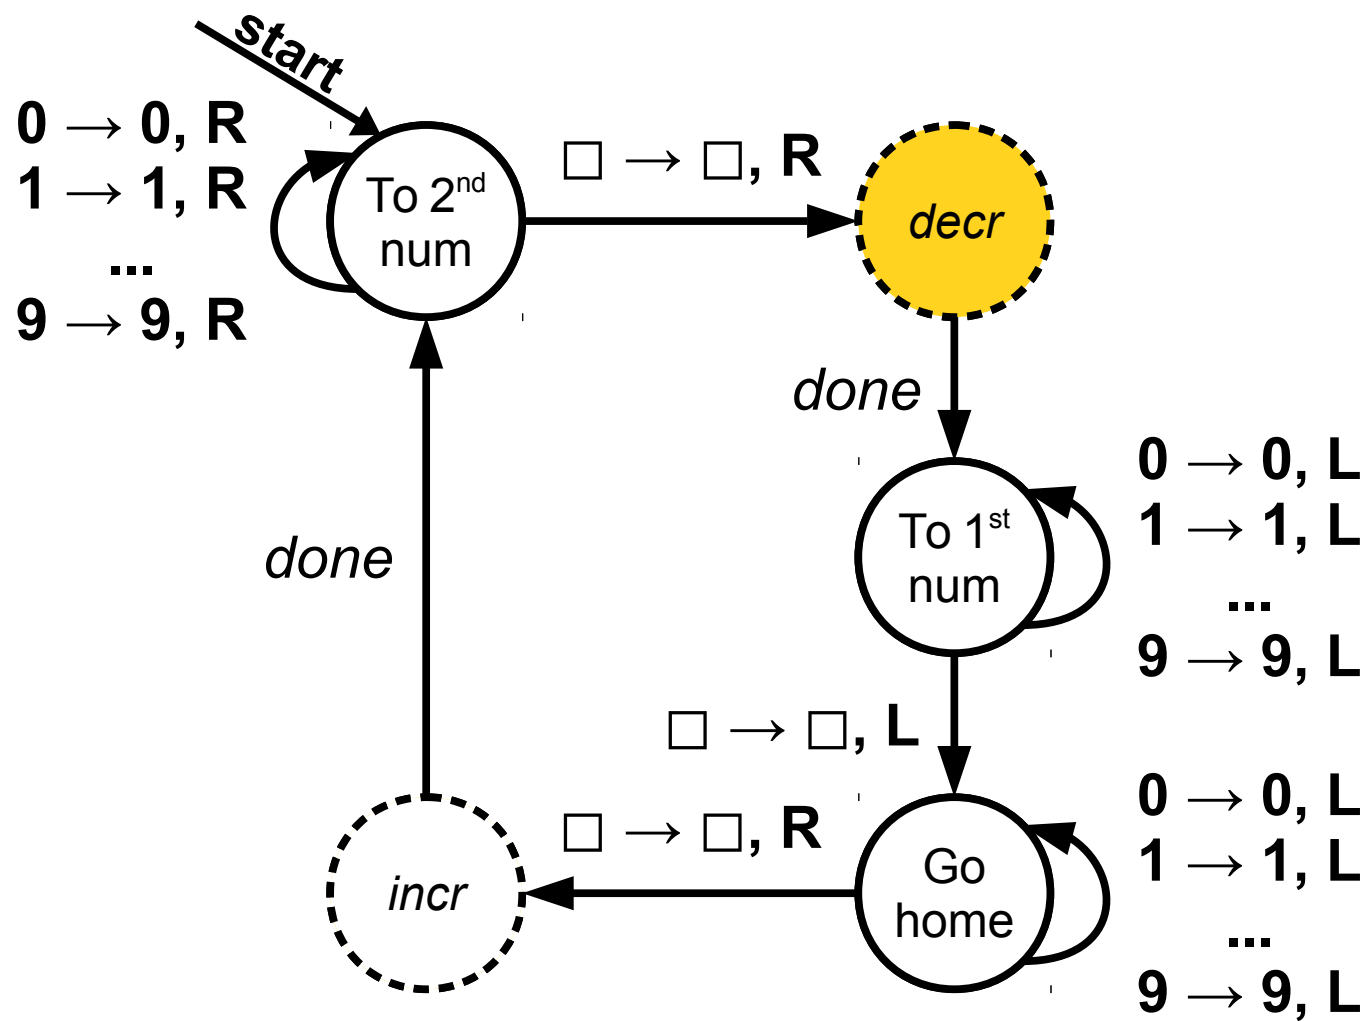 start
0 → 0, R
1 → 1, R
...
9 → 9, R
To 2nd
num
□ → □, R
decr
done
0 → 0, L
1 → 1, L
...
9 → 9, L
To 1st
num
done
□ → □, L
□ → □, R
0 → 0, L
1 → 1, L
...
9 → 9, L
Go
home
incr